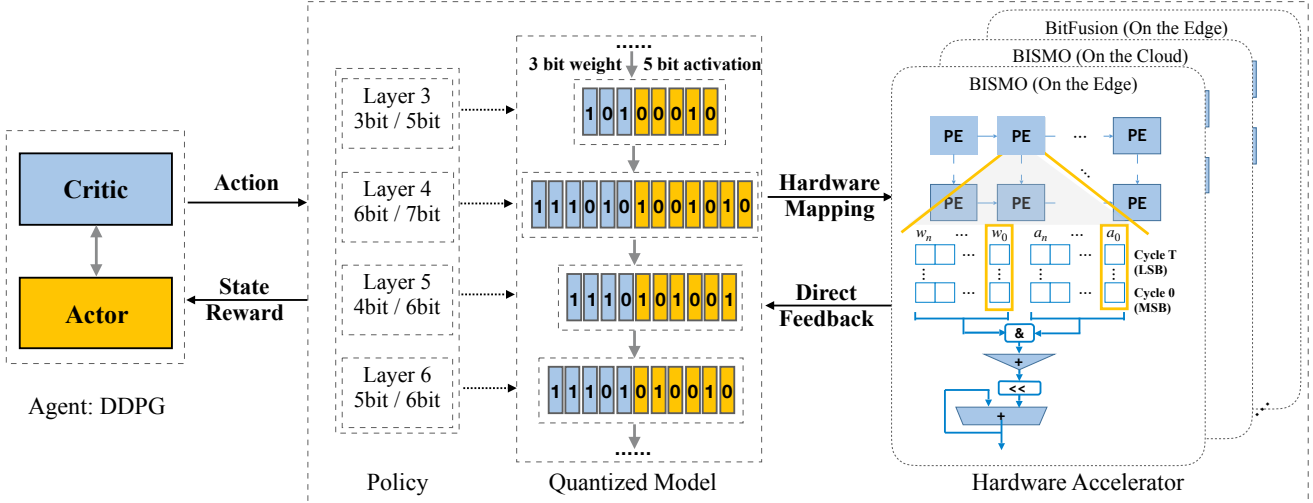 Critic
Actor
Agent: DDPG
Action
State
Reward
Layer 3
3bit / 5bit
Layer 4
6bit / 7bit
Layer 5
4bit / 6bit
Layer 6
5bit / 6bit
Policy
......
3 bit weight 5 bit activation
1 0 1 0 0 0 1 0
1 1 1 0 1 0 1 0 0 1 0 1 0
1 1 1 0 1 0 1 0 0 1
1 1 1 0 1 0 1 0 0 1 0
......
Quantized Model
Hardware
Mapping
Direct
Feedback
BitFusion (On the Edge)
BISMO (On the Cloud)
BISMO (On the Edge)
PE PE ... PE
PE PE PE
wn ... w0 an ... a0
Cycle T
(LSB)
Cycle 0
(MSB)
&
+
<<
+
Hardware Accelerator